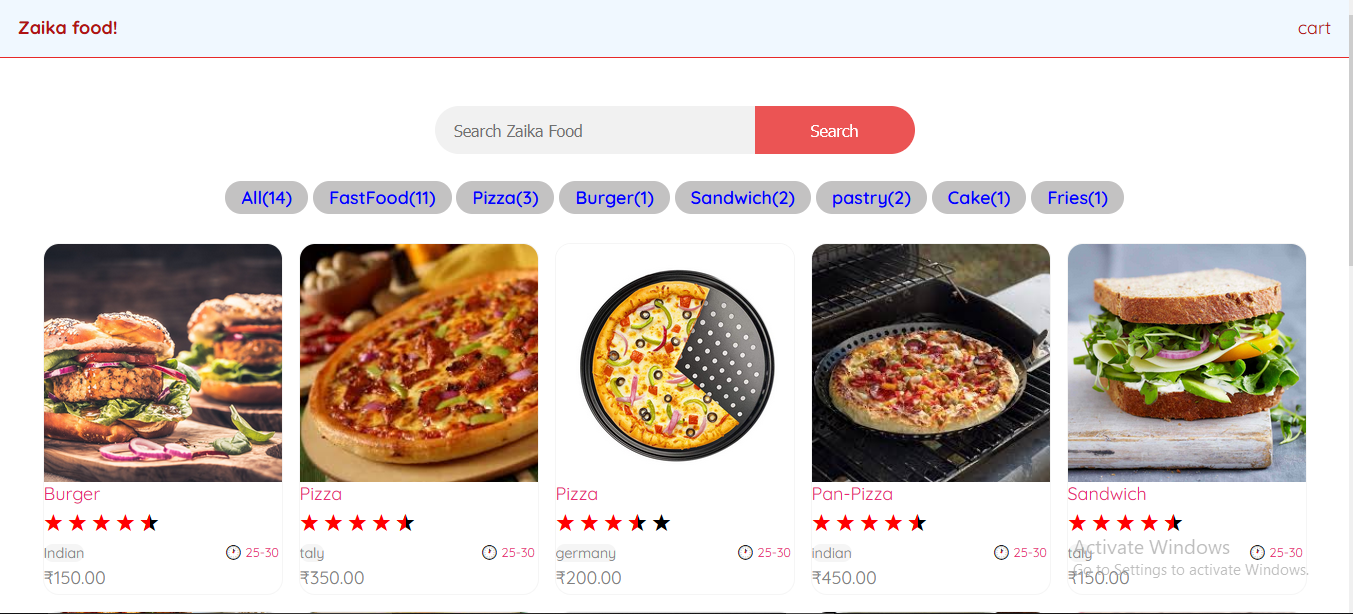 Zaika food! cart
Search Zaika Food Search
All(14) FastFood(11) Pizza(3) Burger(1) Sandwich(2) pastry(2) Cake(1) Fries(1)
Burger Pizza Pizza Pan-Pizza Sandwich
Indian 25-30 taly 25-30 germany 25-30 indian 25-30 taly 25-30
₹150.00 ₹350.00 ₹200.00 ₹450.00 ₹150.00
Activate Windows
Go to Settings to activate Windows.